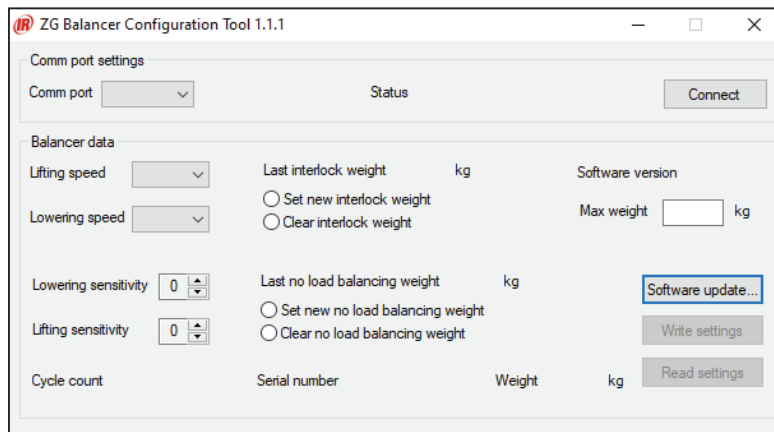 IR ZG Balancer Configuration Tool 1.1.1
Comm port settings
Comm port Status Connect
Balancer data
Lifting speed Last interlock weight kg Software version
Set new interlock weight
Lowering speed Clear interlock weight Max weight kg
Lowering sensitivity 0 Last no load balancing weight kg Software update...
Set new no load balancing weight
Lifting sensitivity 0 Clear no load balancing weight Write settings
Cycle count Serial number Weight kg Read settings